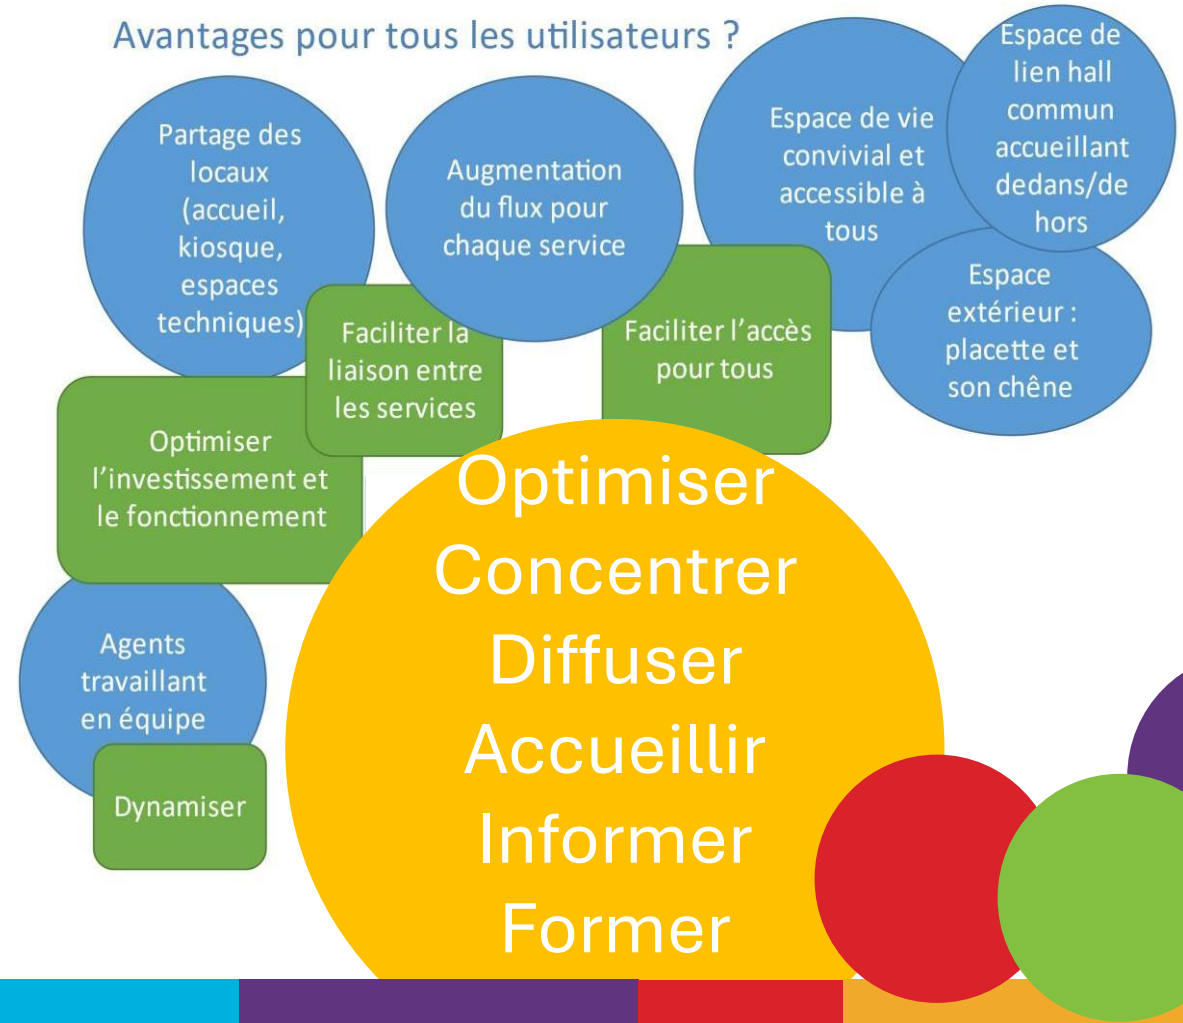 Avantages pour tous les utilisateurs ?
Partage des
locaux
(accueil,
kiosque,
espaces
techniques)
Augmentation
du flux pour
chaque service
Espace de vie
convivial et
accessible à
tous
Espace de
lien hall
commun
accueillant
dedans/de
hors
Espace
extérieur :
placette et
son chêne
Faciliter la
liaison entre
les services
Faciliter l’accès
pour tous
Optimiser
l’investissement et
le fonctionnement
Agents
travaillant
en équipe
Dynamiser
Optimiser
Concentrer
Diffuser
Accueillir
Informer
Former